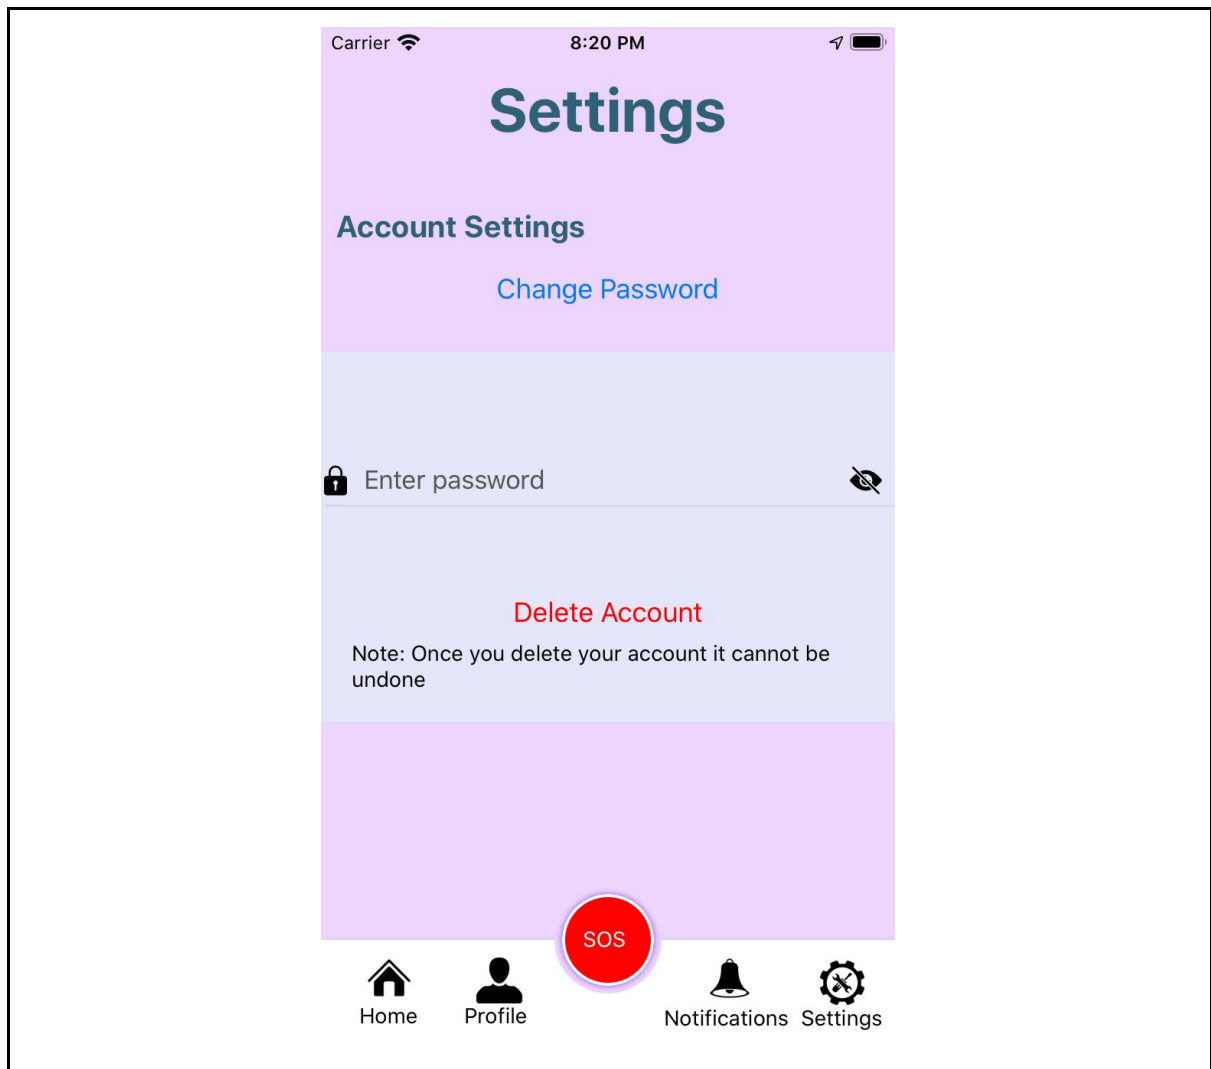 Carrier
8:20 PM
Settings
Account Settings
Change Password
Enter password
Delete Account
Note: Once you delete your account it cannot be
undone
SOS
Home
Profile
Notifications
Settings